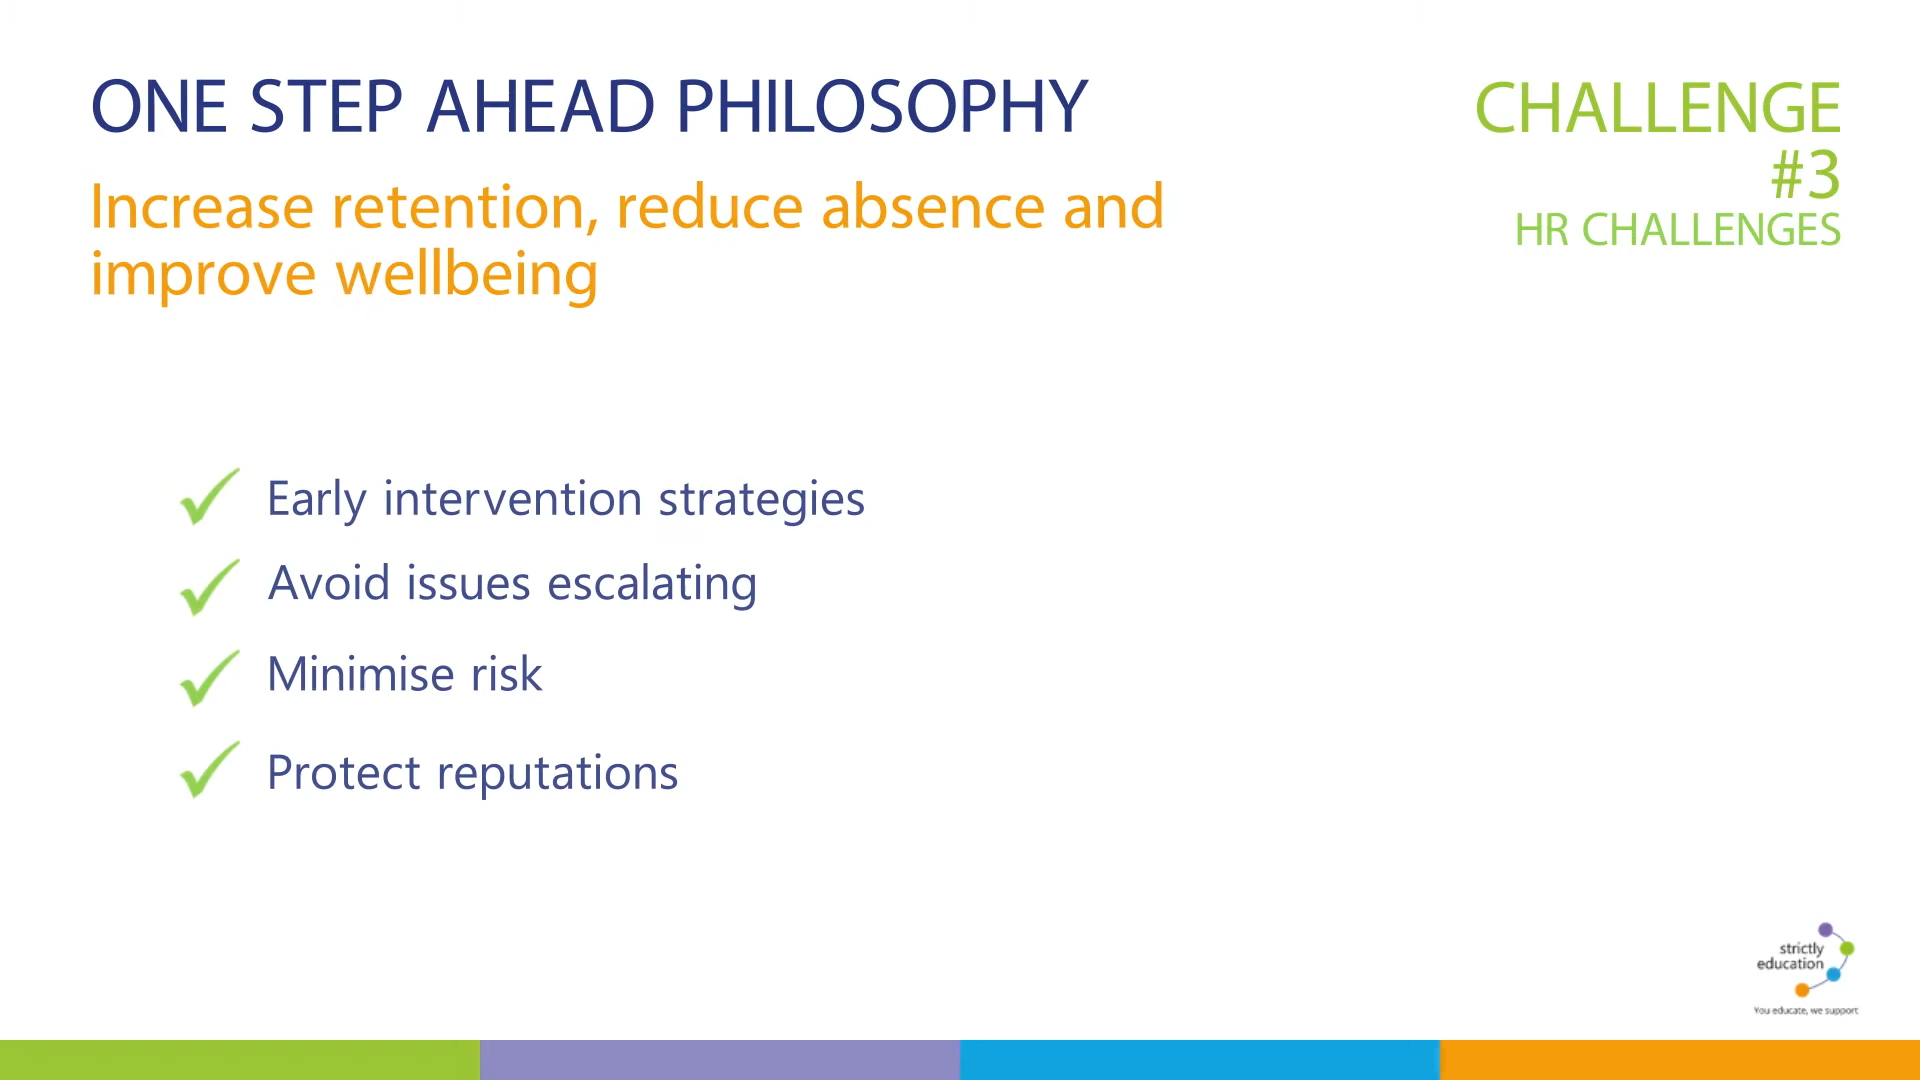 ONE STEP AHEAD PHILOSOPHY
Increase retention, reduce absence and
improve wellbeing
CHALLENGE
#3
HR CHALLENGES
Early intervention strategies
Avoid issues escalating
Minimise risk
Protect reputations
strictly
education
You educate, we support